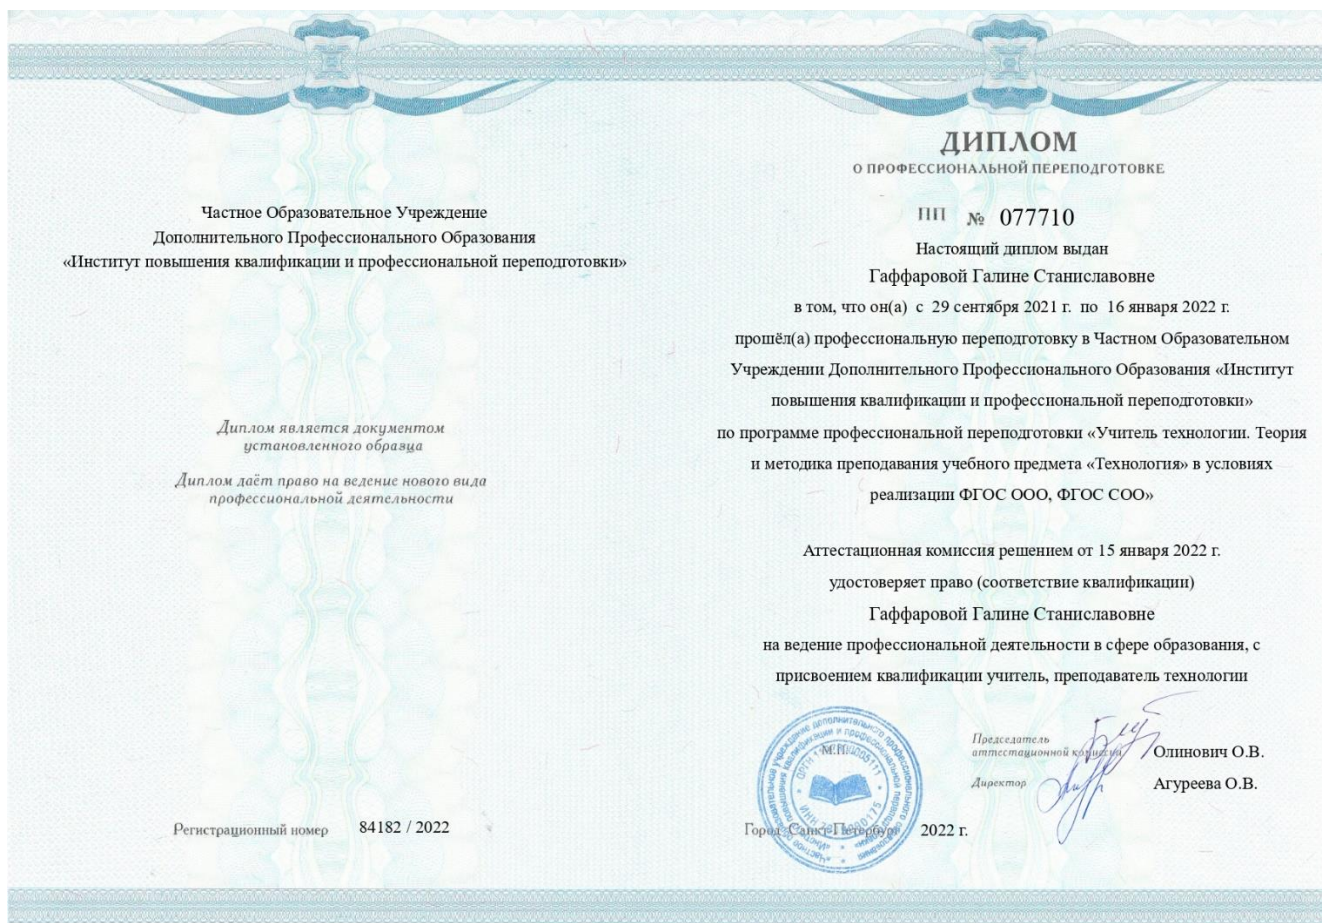 Частное Образовательное Учреждение
Дополнительного Профессионального Образования
«Институт повышения квалификации и профессиональной переподготовки»
Диплом является документом
установленного образца
Диплом даёт право на ведение нового вида
профессиональной деятельности
Регистрационный номер 84182 / 2022
ДИПЛОМ
О ПРОФЕССИОНАЛЬНОЙ ПЕРЕПОДГОТОВКЕ
ПП № 077710
Настоящий диплом выдан
Гаффаровой Галине Станиславовне
в том, что он(а) с 29 сентября 2021 г. по 16 января 2022 г.
прошёл(а) профессиональную переподготовку в Частном Образовательном
Учреждении Дополнительного Профессионального Образования «Институт
повышения квалификации и профессиональной переподготовки»
по программе профессиональной переподготовки «Учитель технологии. Теория
и методика преподавания учебного предмета «Технология» в условиях
реализации ФГОС ООО, ФГОС СОО»
Аттестационная комиссия решением от 15 января 2022 г.
удостоверяет право (соответствие квалификации)
Гаффаровой Галине Станиславовне
на ведение профессиональной деятельности в сфере образования, с
присвоением квалификации учитель, преподаватель технологии
Председатель
аттестационной комиссии Олинович О.В.
Директор Агуреева О.В.
М.П.
Город Санкт-Петербург 2022 г.